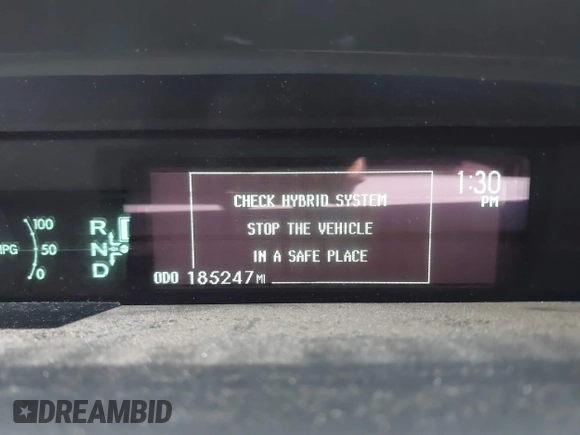 1:30
PM
CHECK HYBRID SYSTEM
STOP THE VEHICLE
IN A SAFE PLACE
ODO 185247 MI
100
50
0
MPG
R
N
D
DREAMBID